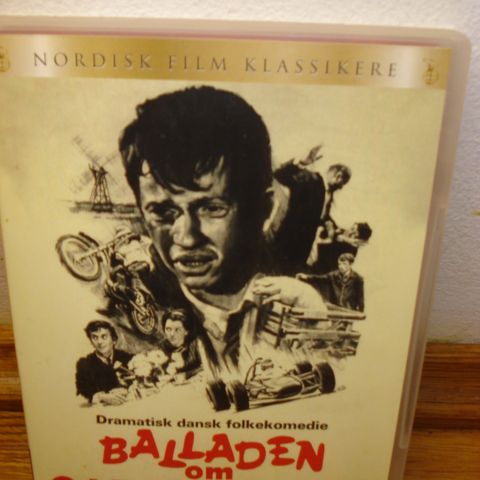 NORDISK FILM KLASSIKERE
Dramatisk dansk folkekomedie
BALLADEN
om